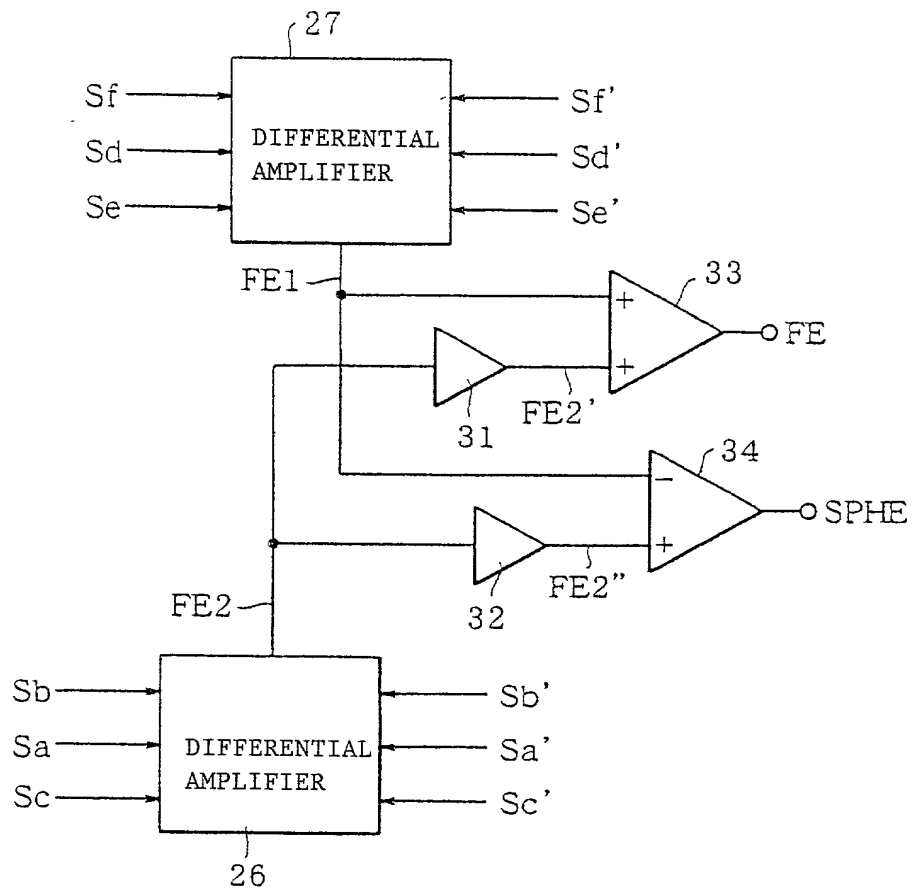 27
Sf
Sf'
DIFFERENTIAL
AMPLIFIER
Sd
Sd'
Se
Se'
FE1
33
+
+
FE
31
FE2'
34
−
+
SPHE
32
FE2"
FE2
Sb
Sb'
DIFFERENTIAL
AMPLIFIER
Sa
Sa'
Sc
Sc'
26